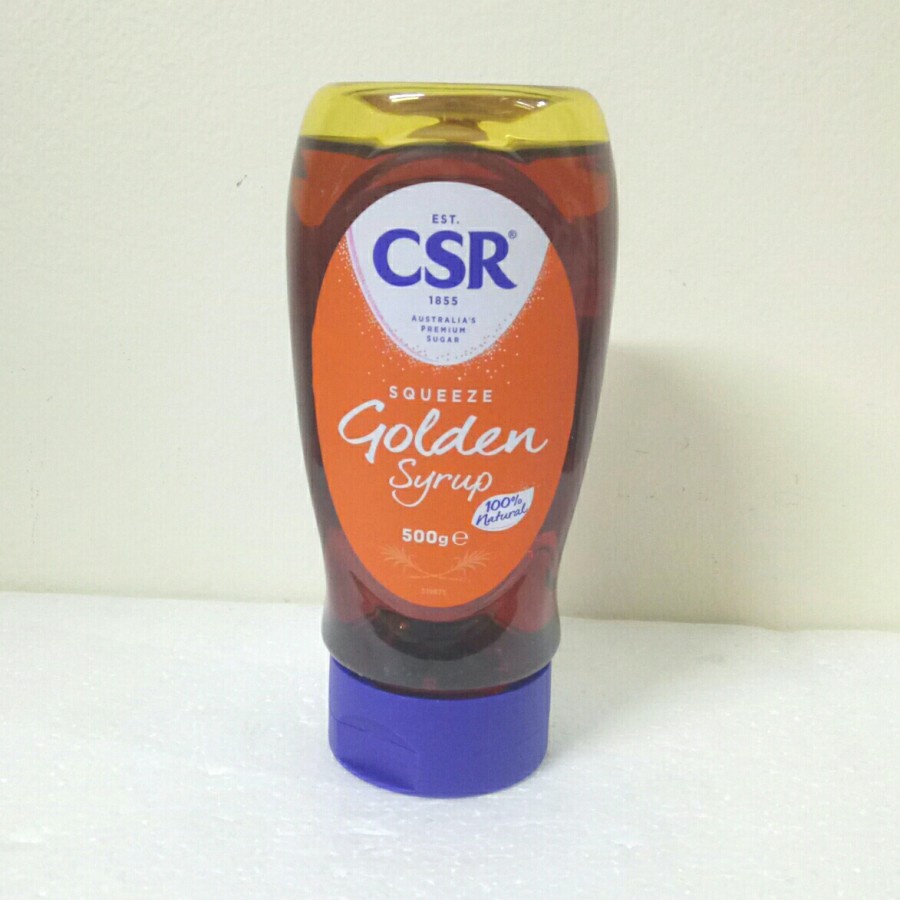 EST.
CSR®
1855
AUSTRALIA'S
PREMIUM
SUGAR
SQUEEZE
Golden
Syrup
100%
Natural
500g ℮